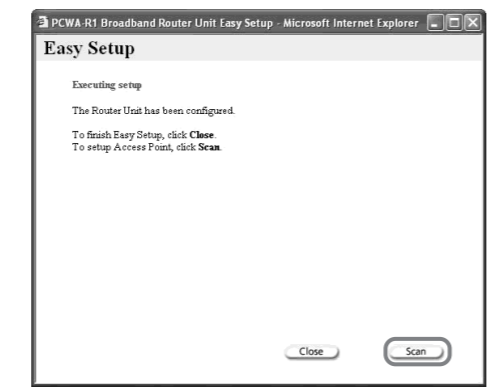 PCWA-R1 Broadband Router Unit Easy Setup - Microsoft Internet Explorer
Easy Setup
Executing setup
The Router Unit has been configured.
To finish Easy Setup, click Close.
To setup Access Point, click Scan.
Close Scan